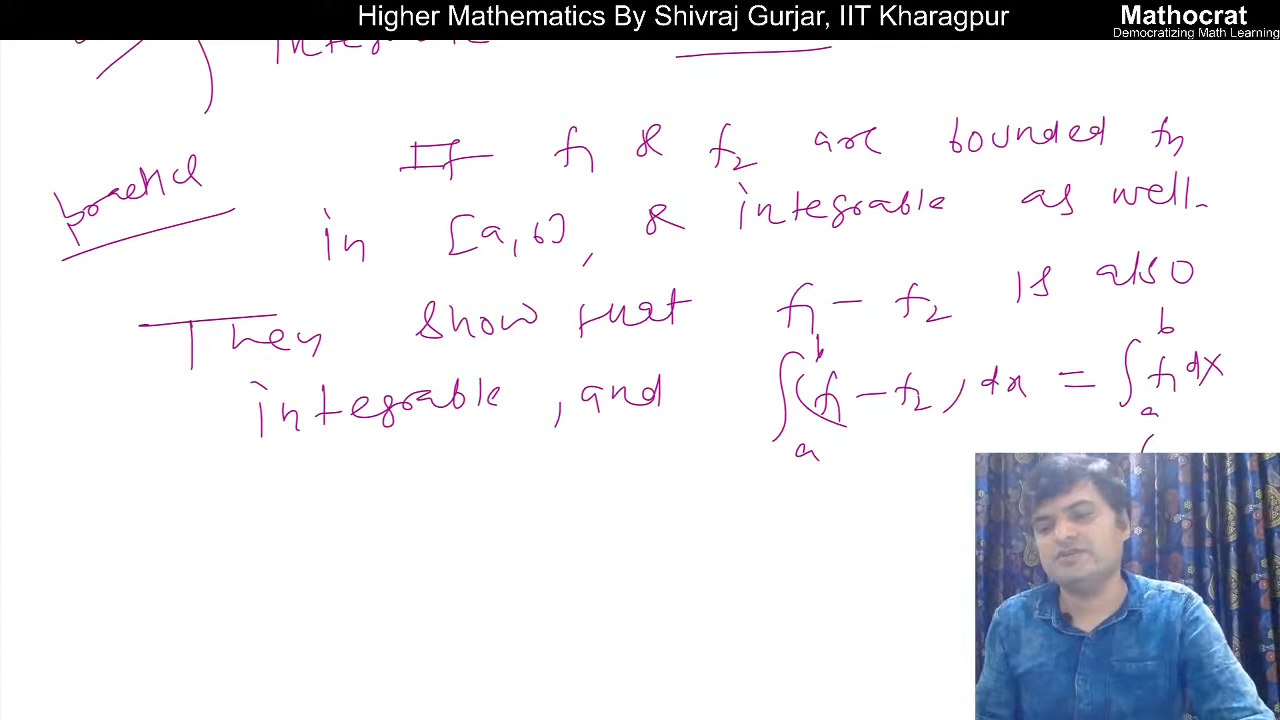 Higher Mathematics By Shivraj Gurjar, IIT Kharagpur
Mathocrat
Democratizing Math Learning
Practice
If f1 & f2 are bounded fn
in [a, b], & integrable as well.
Then show that f1 - f2 is also
integrable, and ∫_a^b (f1 - f2) dx = ∫_a^b f1 dx